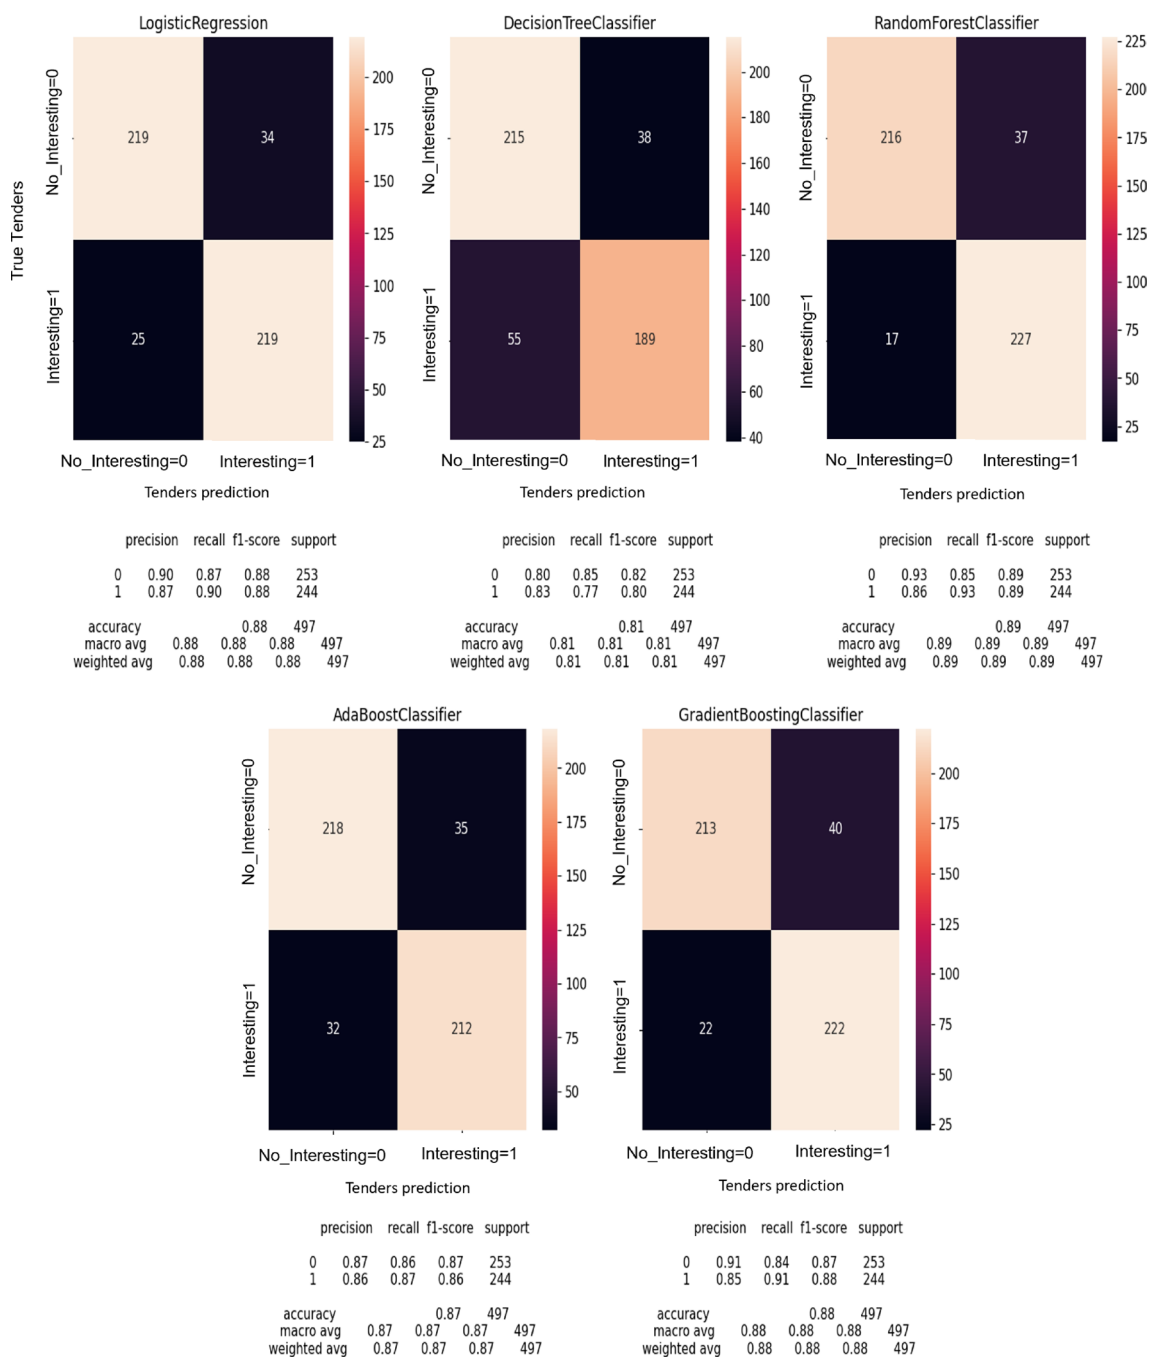 LogisticRegression
True Tenders
No_Interesting=0
Interesting=1
219 34
25 219
200
175
150
125
100
75
50
25
No_Interesting=0 Interesting=1
Tenders prediction
precision recall f1-score support
0 0.90 0.87 0.88 253
1 0.87 0.90 0.88 244
accuracy 0.88 497
macro avg 0.88 0.88 0.88 497
weighted avg 0.88 0.88 0.88 497
DecisionTreeClassifier
No_Interesting=0
Interesting=1
215 38
55 189
200
180
160
140
120
100
80
60
40
No_Interesting=0 Interesting=1
Tenders prediction
precision recall f1-score support
0 0.80 0.85 0.82 253
1 0.83 0.77 0.80 244
accuracy 0.81 497
macro avg 0.81 0.81 0.81 497
weighted avg 0.81 0.81 0.81 497
RandomForestClassifier
No_Interesting=0
Interesting=1
216 37
17 227
225
200
175
150
125
100
75
50
25
No_Interesting=0 Interesting=1
Tenders prediction
precision recall f1-score support
0 0.93 0.85 0.89 253
1 0.86 0.93 0.89 244
accuracy 0.89 497
macro avg 0.89 0.89 0.89 497
weighted avg 0.89 0.89 0.89 497
AdaBoostClassifier
No_Interesting=0
Interesting=1
218 35
32 212
200
175
150
125
100
75
50
No_Interesting=0 Interesting=1
Tenders prediction
precision recall f1-score support
0 0.87 0.86 0.87 253
1 0.86 0.87 0.86 244
accuracy 0.87 497
macro avg 0.87 0.87 0.87 497
weighted avg 0.87 0.87 0.87 497
GradientBoostingClassifier
No_Interesting=0
Interesting=1
213 40
22 222
200
175
150
125
100
75
50
25
No_Interesting=0 Interesting=1
Tenders prediction
precision recall f1-score support
0 0.91 0.84 0.87 253
1 0.85 0.91 0.88 244
accuracy 0.88 497
macro avg 0.88 0.88 0.88 497
weighted avg 0.88 0.88 0.88 497